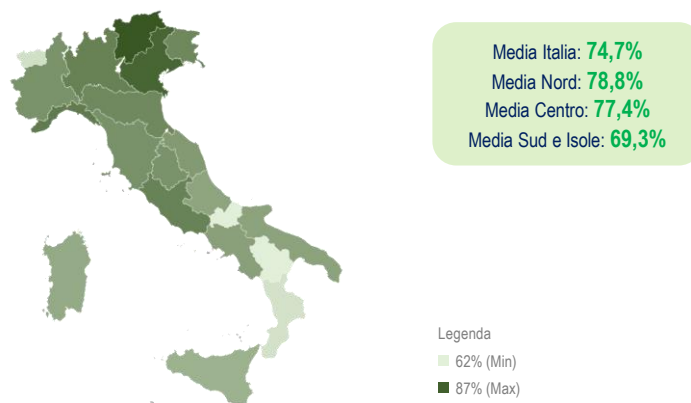 Media Italia: 74,7%
Media Nord: 78,8%
Media Centro: 77,4%
Media Sud e Isole: 69,3%
Legenda
62% (Min)
87% (Max)